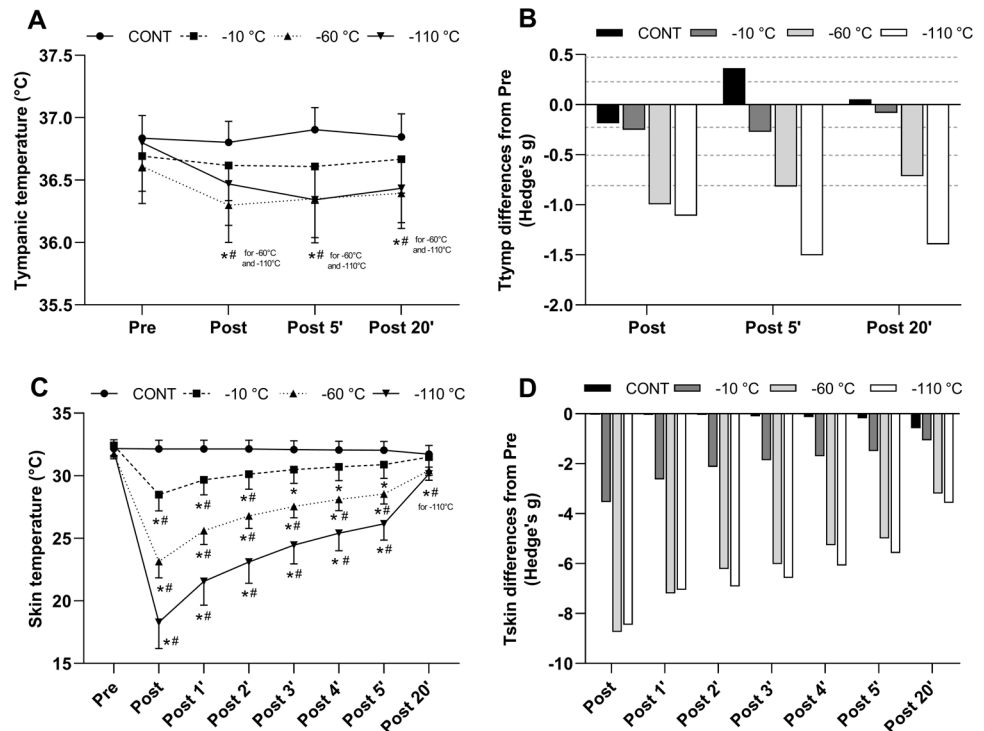 A
CONT -10 °C -60 °C -110 °C
Tympanic temperature (°C)
37.5
37.0
36.5
36.0
35.5
*# for -60°C
and -110°C
*# for -60°C
and -110°C
*# for -60°C
and -110°C
Pre Post Post 5' Post 20'
B
CONT -10 °C -60 °C -110 °C
Ttymp differences from Pre
(Hedge's g)
0.5
0.0
-0.5
-1.0
-1.5
-2.0
Post Post 5' Post 20'
C
CONT -10 °C -60 °C -110 °C
Skin temperature (°C)
35
30
25
20
15
*# *# *# * * * *#
for -110°C
*# *# *# *# *# *#
*# *# *# *# *# *#
Pre Post Post 1' Post 2' Post 3' Post 4' Post 5' Post 20'
D
CONT -10 °C -60 °C -110 °C
Tskin differences from Pre
(Hedge's g)
0
-2
-4
-6
-8
-10
Post Post 1' Post 2' Post 3' Post 4' Post 5' Post 20'